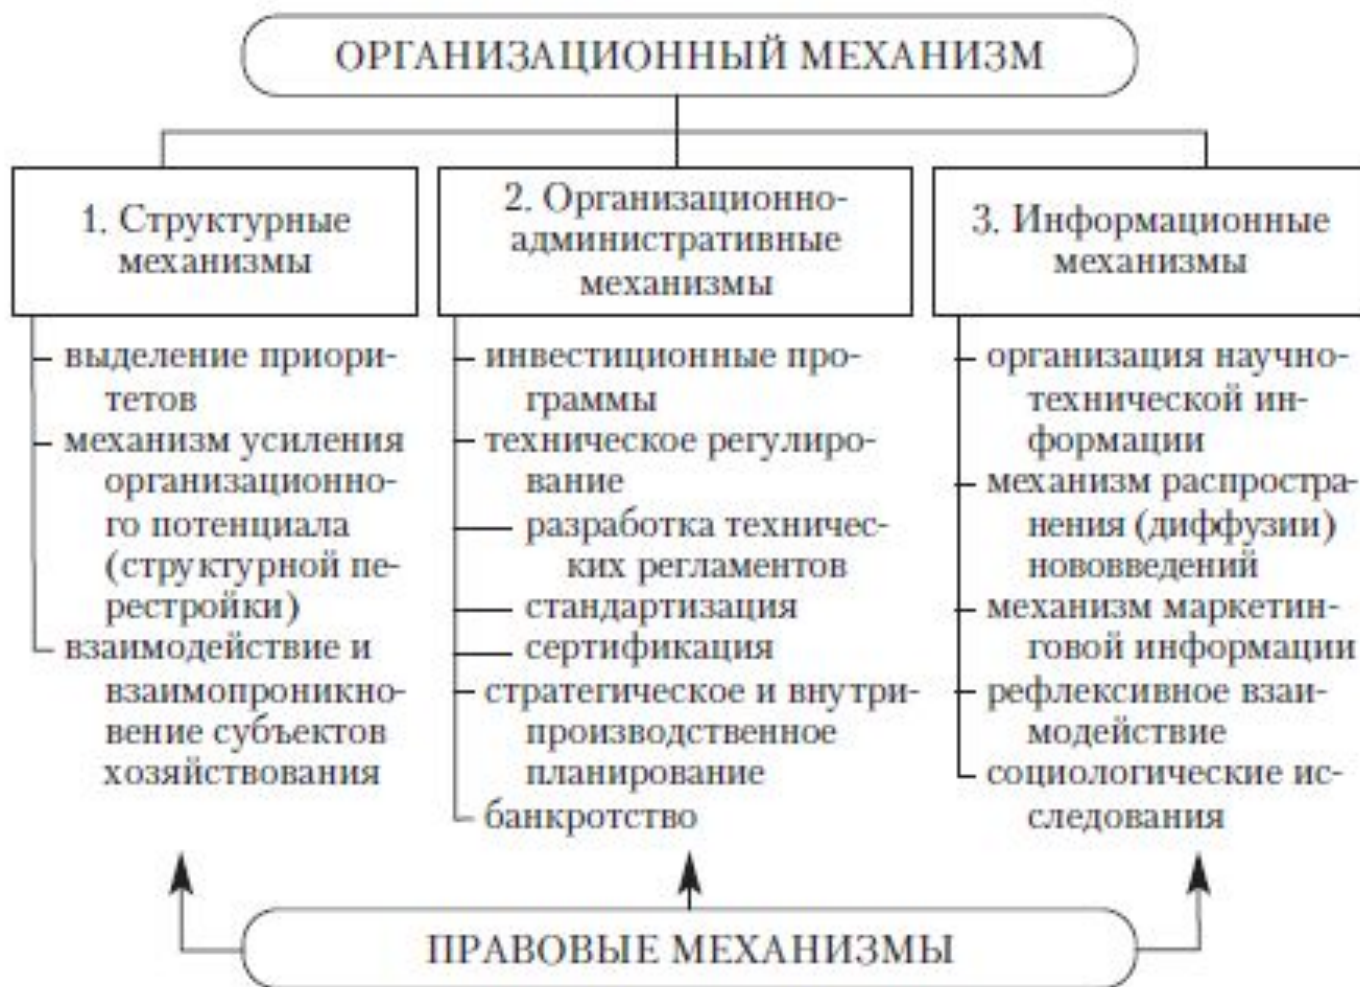 ОРГАНИЗАЦИОННЫЙ МЕХАНИЗМ
1. Структурные
механизмы
2. Организационно-
административные
механизмы
3. Информационные
механизмы
выделение приори-
тетов
механизм усиления
организационно-
го потенциала
(структурной пе-
рестройки)
взаимодействие и
взаимопроникно-
вение субъектов
хозяйствования
инвестиционные про-
граммы
техническое регулиро-
вание
разработка техничес-
ких регламентов
стандартизация
сертификация
стратегическое и внутри-
производственное
планирование
банкротство
организация научно-
технической ин-
формации
механизм распростра-
нения (диффузии)
нововведений
механизм маркетин-
говой информации
рефлексивное взаи-
модействие
социологические ис-
следования
ПРАВОВЫЕ МЕХАНИЗМЫ